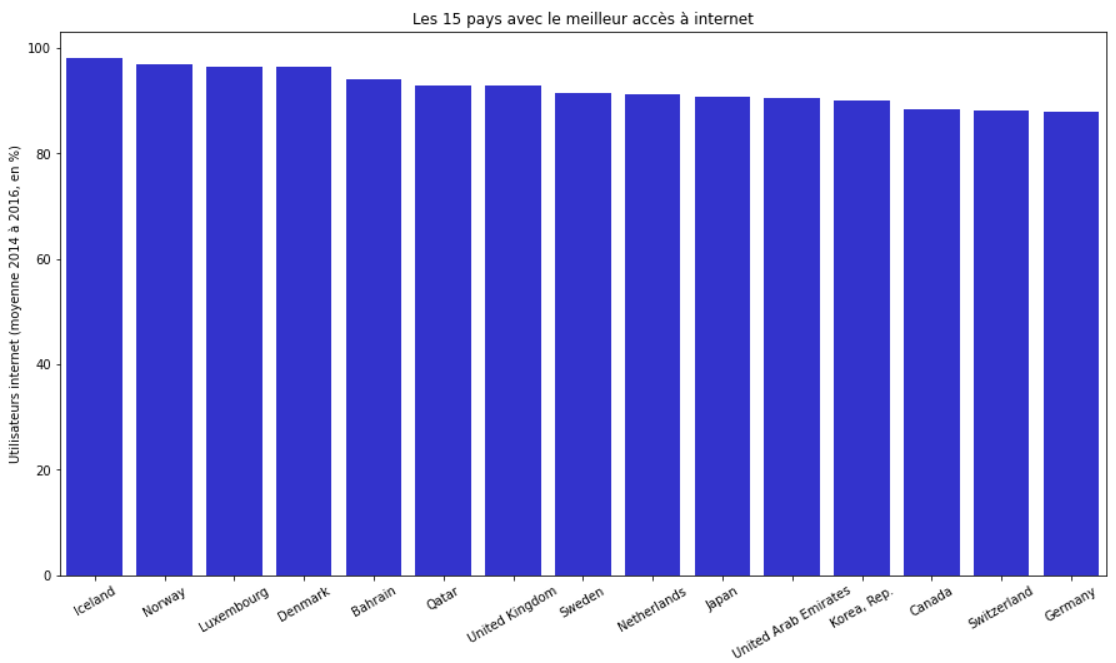 Les 15 pays avec le meilleur accès à internet
Utilisateurs internet (moyenne 2014 à 2016, en %)
100
80
60
40
20
0
Iceland
Norway
Luxembourg
Denmark
Bahrain
Qatar
United Kingdom
Sweden
Netherlands
Japan
United Arab Emirates
Korea, Rep.
Canada
Switzerland
Germany